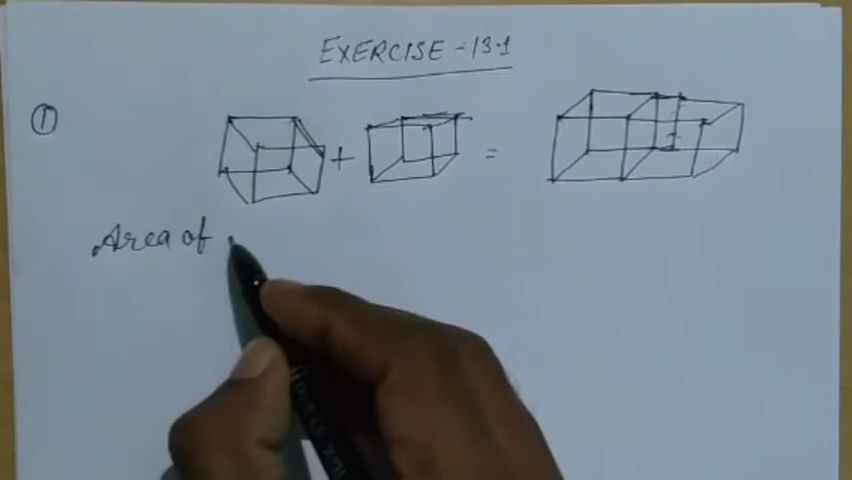 EXERCISE - 13.1
① + =
Area of